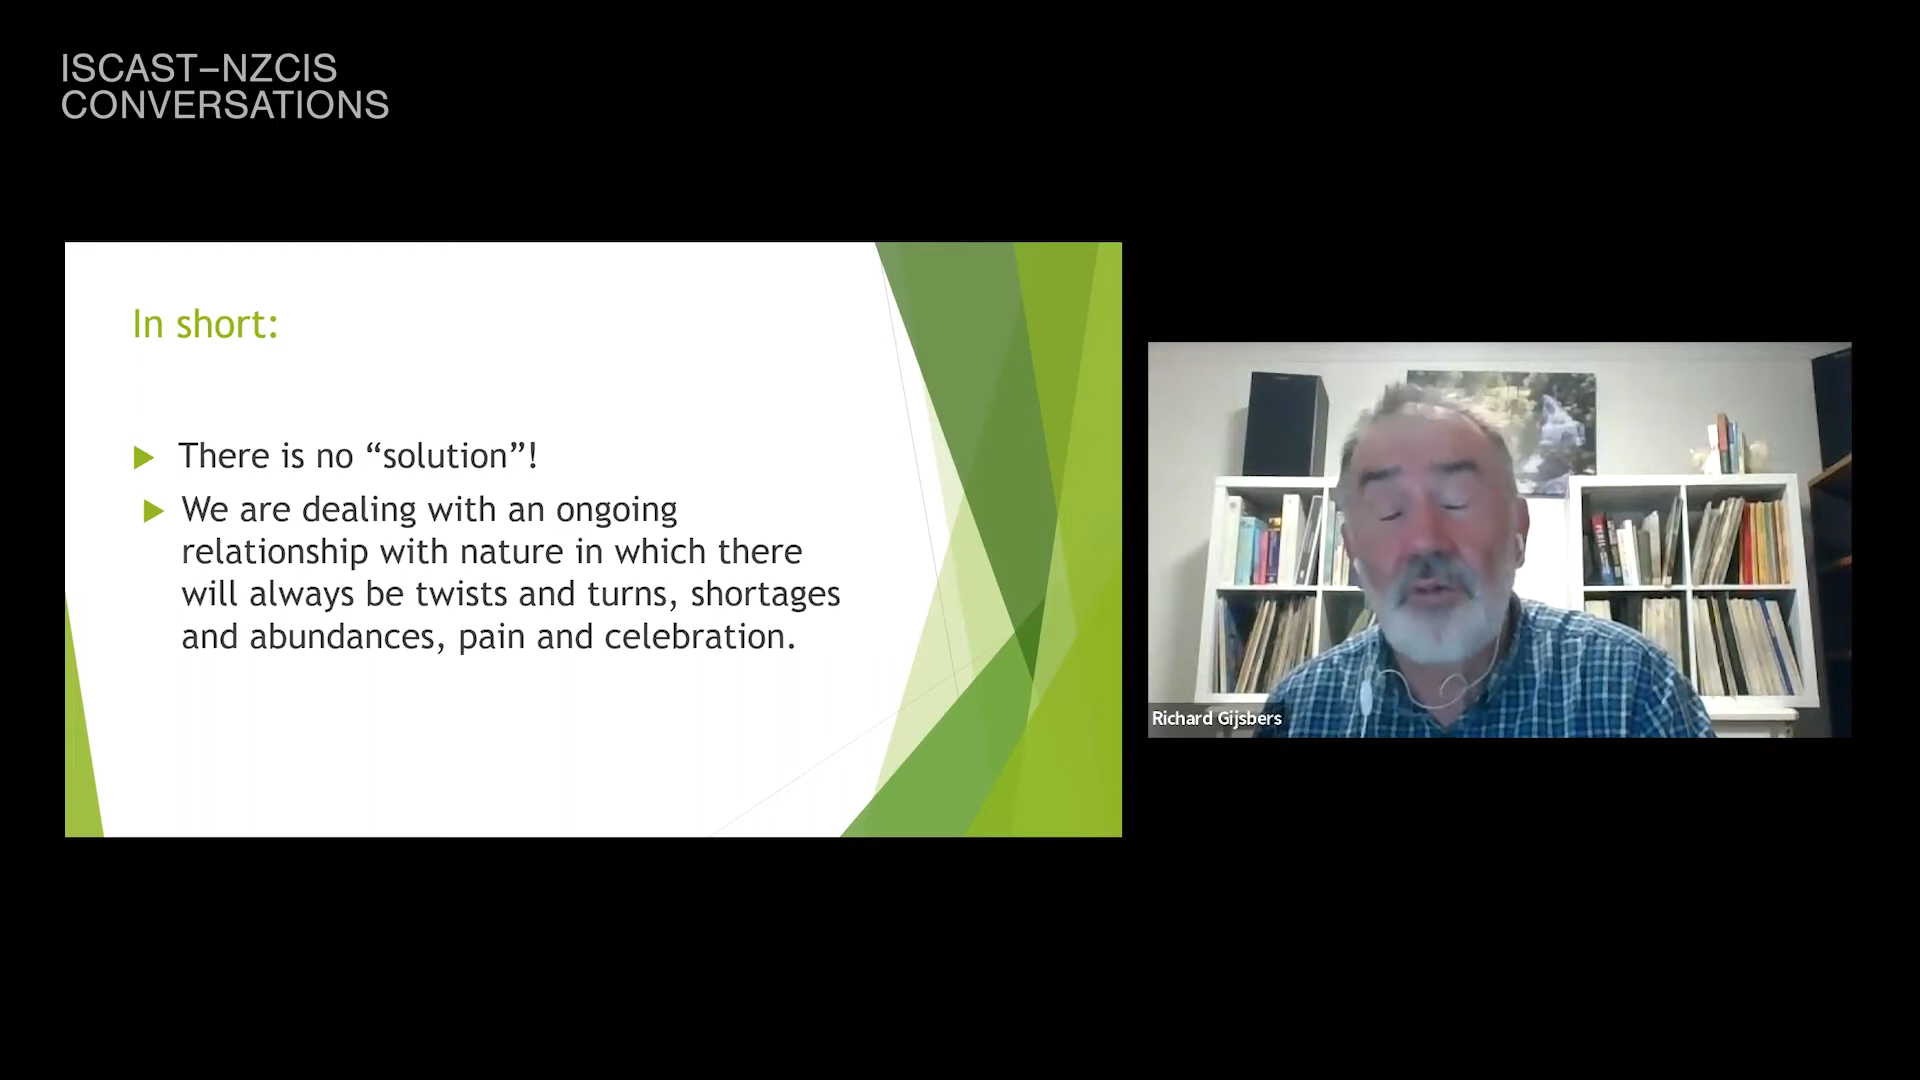 ISCAST–NZCIS
CONVERSATIONS
In short:
There is no “solution”!
We are dealing with an ongoing
relationship with nature in which there
will always be twists and turns, shortages
and abundances, pain and celebration.
Richard Gijsbers